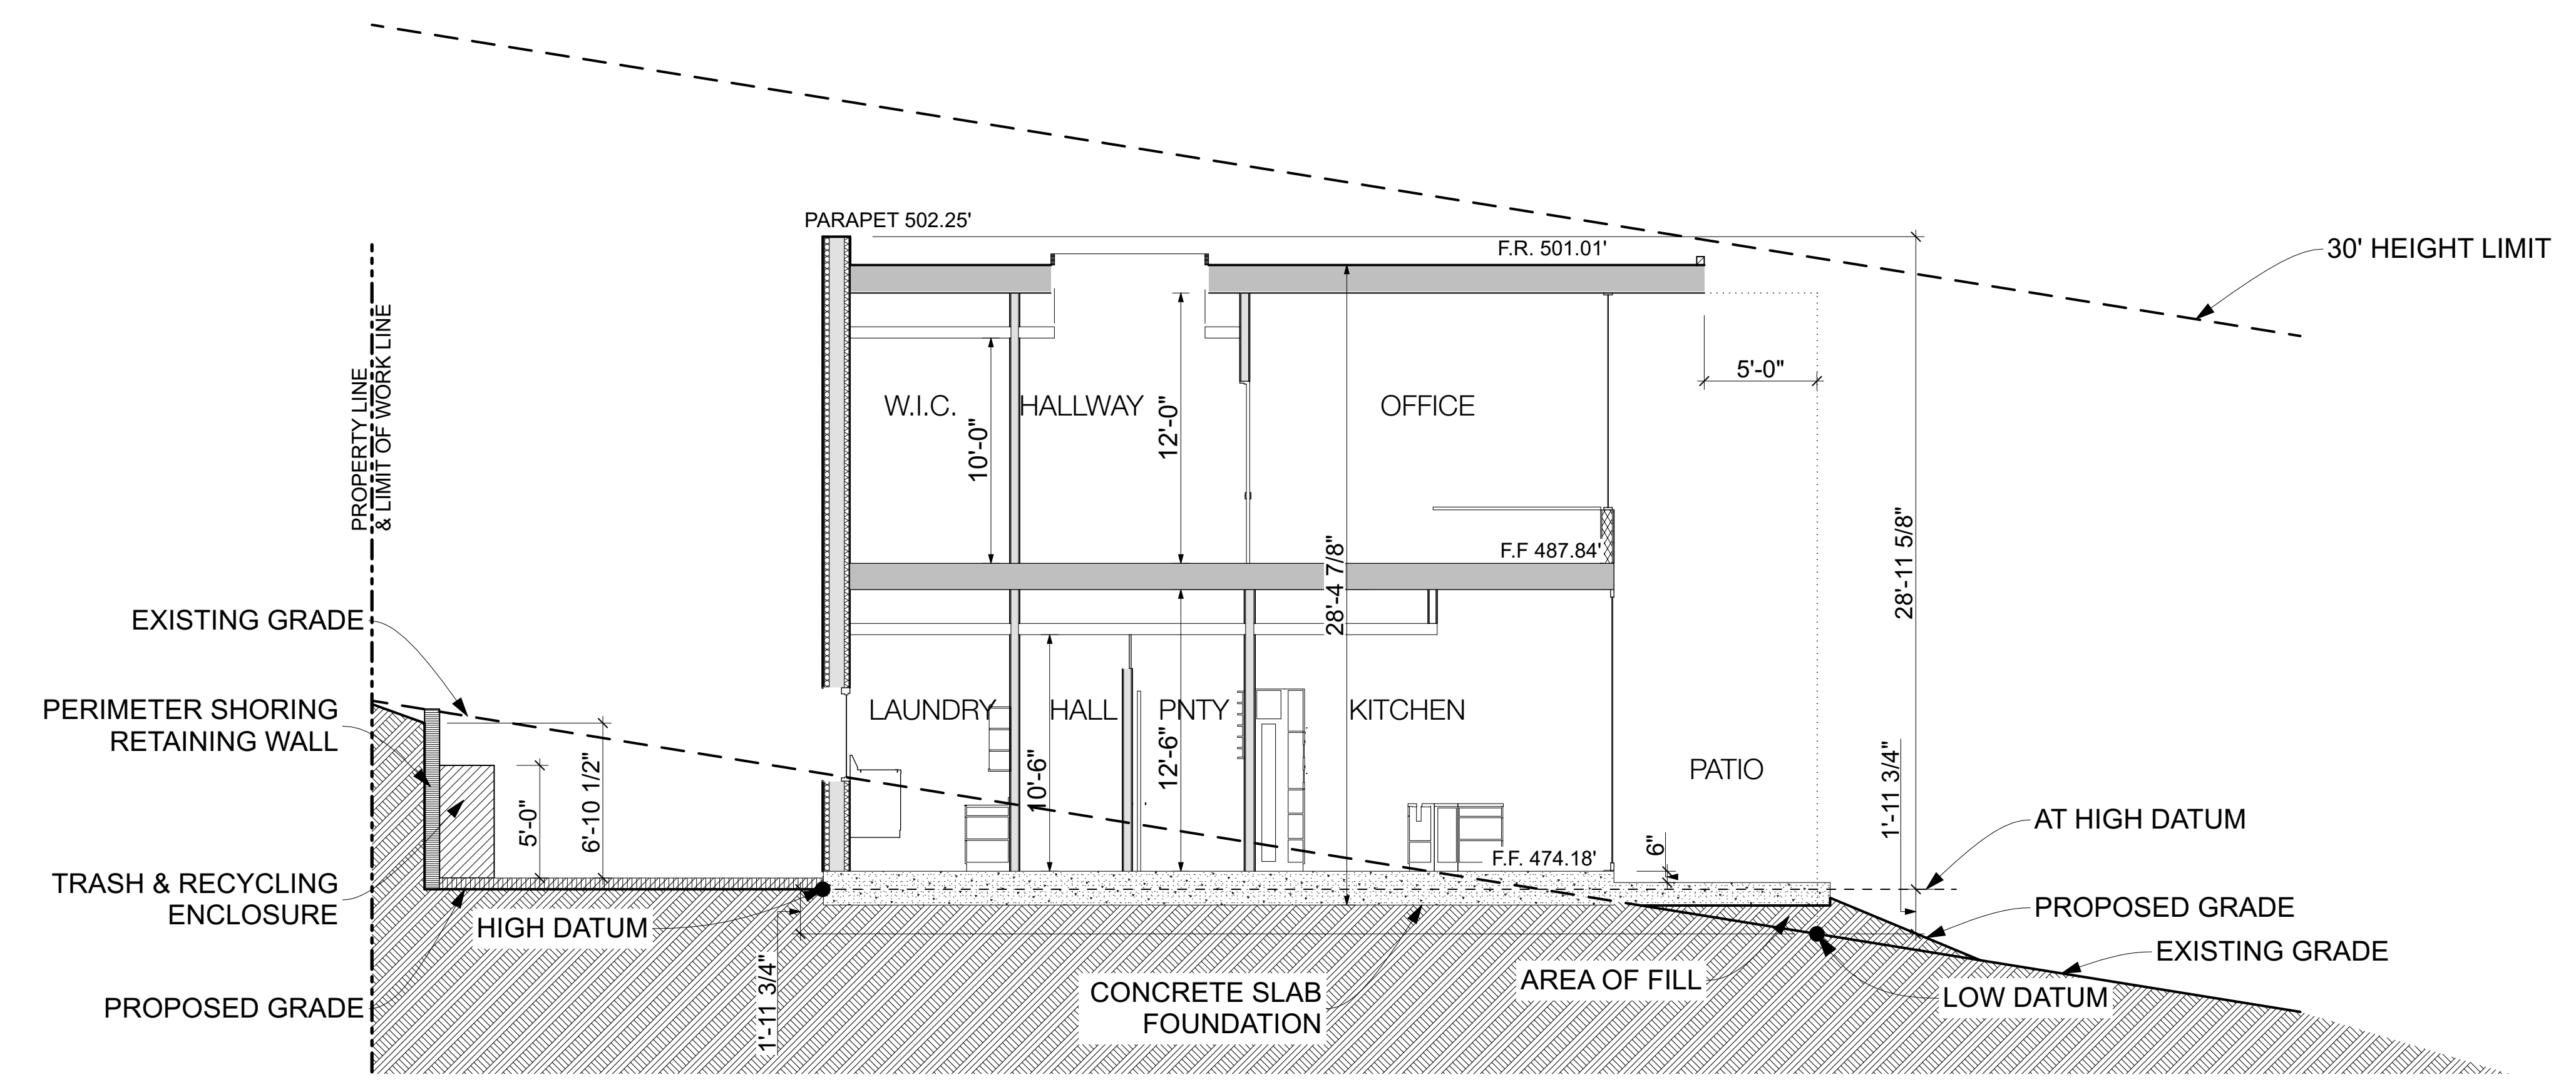 PARAPET 502.25'
F.R. 501.01'
30' HEIGHT LIMIT
PROPERTY LINE
& LIMIT OF WORK LINE
5'-0"
W.I.C.
HALLWAY
OFFICE
10'-0"
12'-0"
28'-4 7/8"
F.F 487.84'
28'-11 5/8"
EXISTING GRADE
PERIMETER SHORING
RETAINING WALL
LAUNDRY
HALL
PNTY
KITCHEN
PATIO
5'-0"
6'-10 1/2"
10'-6"
12'-6"
1'-11 3/4"
6"
F.F. 474.18'
AT HIGH DATUM
TRASH & RECYCLING
ENCLOSURE
HIGH DATUM
PROPOSED GRADE
EXISTING GRADE
PROPOSED GRADE
1'-11 3/4"
CONCRETE SLAB
FOUNDATION
AREA OF FILL
LOW DATUM